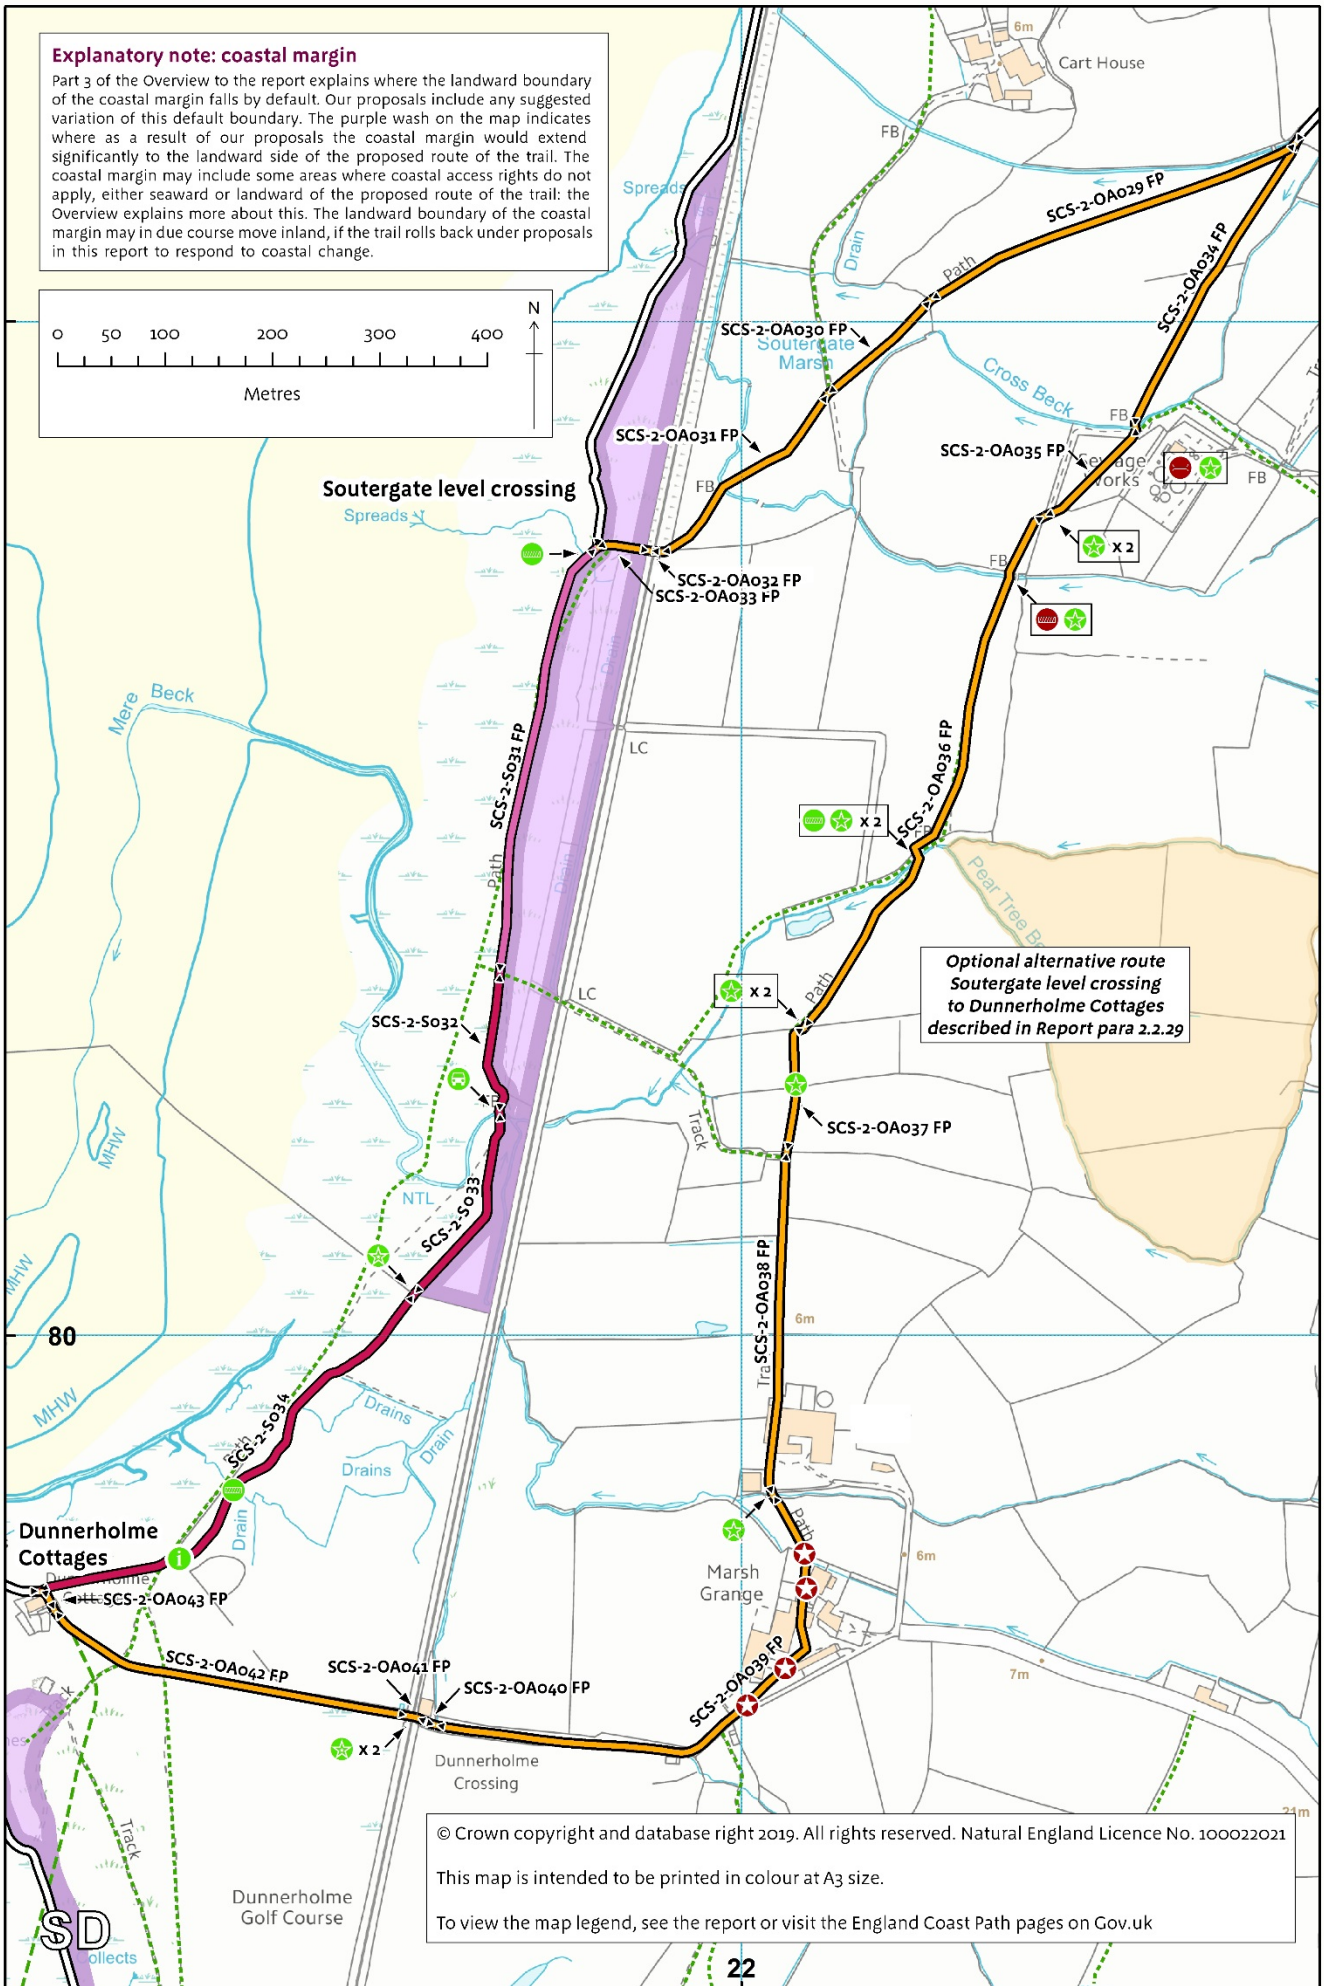 Explanatory note: coastal margin
Part 3 of the Overview to the report explains where the landward boundary
of the coastal margin falls by default. Our proposals include any suggested
variation of this default boundary. The purple wash on the map indicates
where as a result of our proposals the coastal margin would extend
significantly to the landward side of the proposed route of the trail. The
coastal margin may include some areas where coastal access rights do not
apply, either seaward or landward of the proposed route of the trail: the
Overview explains more about this. The landward boundary of the coastal
margin may in due course move inland, if the trail rolls back under proposals
in this report to respond to coastal change.
0 50 100 200 300 400
Metres
N
6m
Cart House
FB
Spreads
SCS-2-OA029 FP
Drain
Path
SCS-2-OA034 FP
SCS-2-OA030 FP
Soutergate
Marsh
Cross Beck
FB
SCS-2-OA031 FP
SCS-2-OA035 FP
Sewage
Works
FB
FB
Soutergate level crossing
Spreads
x 2
FB
SCS-2-OA032 FP
SCS-2-OA033 FP
Drain
Mere Beck
LC
SCS-2-S031 FP
SCS-2-OA036 FP
x 2
FB
Path
Drain
Pear Tree
Optional alternative route
Soutergate level crossing
to Dunnerholme Cottages
described in Report para 2.2.29
LC
x 2
Path
SCS-2-S032
Track
SCS-2-OA037 FP
MHW
NTL
SCS-2-S033
MHW
SCS-2-OA038 FP
80
6m
MHW
Drains
SCS-2-S034
Path
Drain
Drains
Drain
Path
Dunnerholme
Cottages
6m
Marsh
Grange
SCS-2-OA043 FP
SCS-2-OA039 FP
SCS-2-OA042 FP
SCS-2-OA041 FP
SCS-2-OA040 FP
7m
Track
x 2
Dunnerholme
Crossing
21m
Track
© Crown copyright and database right 2019. All rights reserved. Natural England Licence No. 100022021
This map is intended to be printed in colour at A3 size.
To view the map legend, see the report or visit the England Coast Path pages on Gov.uk
Dunnerholme
Golf Course
SD
Collects
22